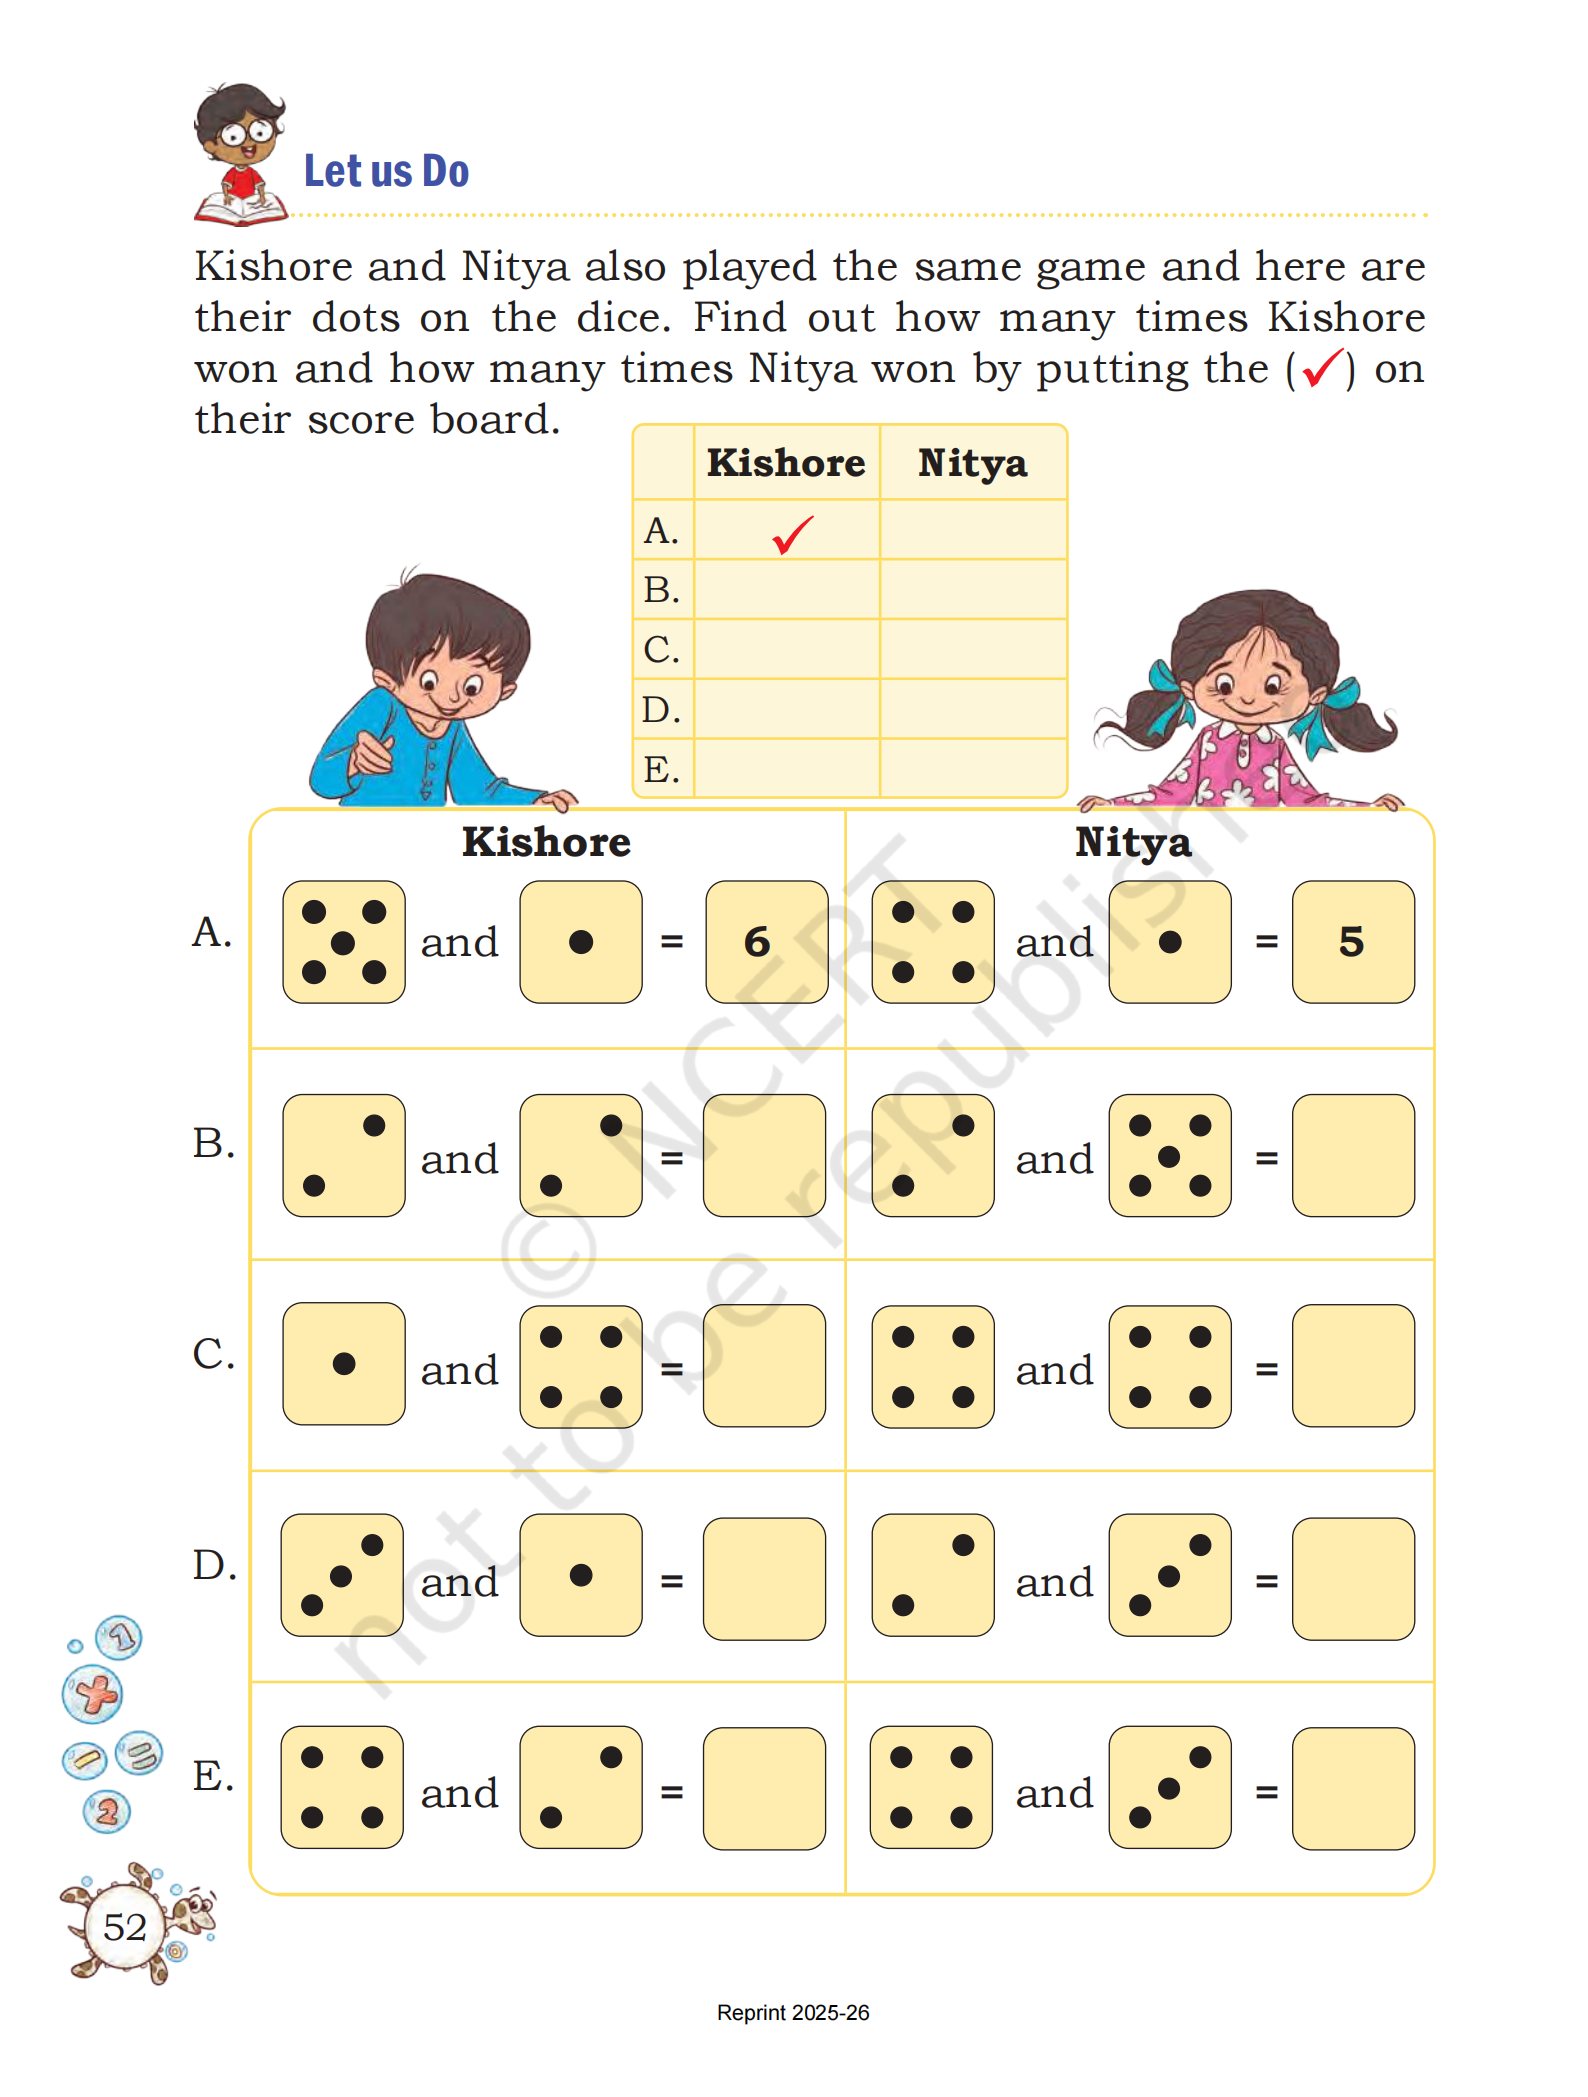 Let us Do
Kishore and Nitya also played the same game and here are
their dots on the dice. Find out how many times Kishore
won and how many times Nitya won by putting the (✓) on
their score board.
Kishore Nitya
A. ✓
B.
C.
D.
E.
Kishore Nitya
A. and = 6 and = 5
B. and = and =
C. and = and =
D. and = and =
E. and = and =
© NCERT
not to be republish
1
2
52
Reprint 2025-26